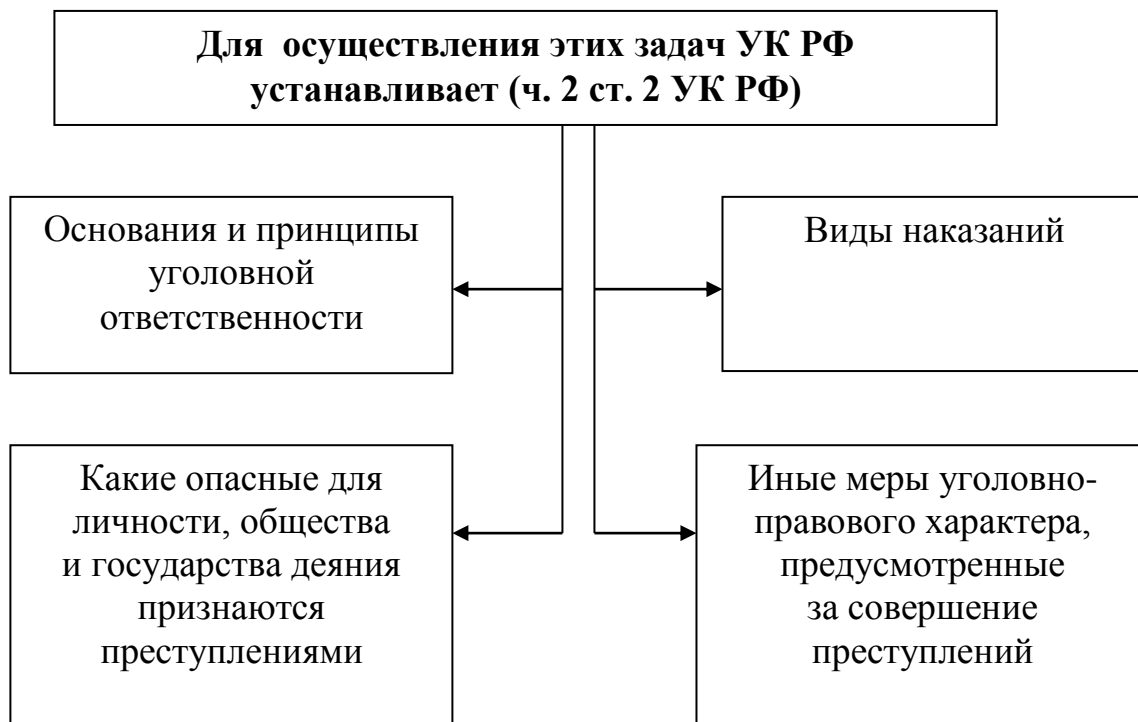 Для осуществления этих задач УК РФ
устанавливает (ч. 2 ст. 2 УК РФ)
Основания и принципы
уголовной
ответственности
Виды наказаний
Какие опасные для
личности, общества
и государства деяния
признаются
преступлениями
Иные меры уголовно-
правового характера,
предусмотренные
за совершение
преступлений